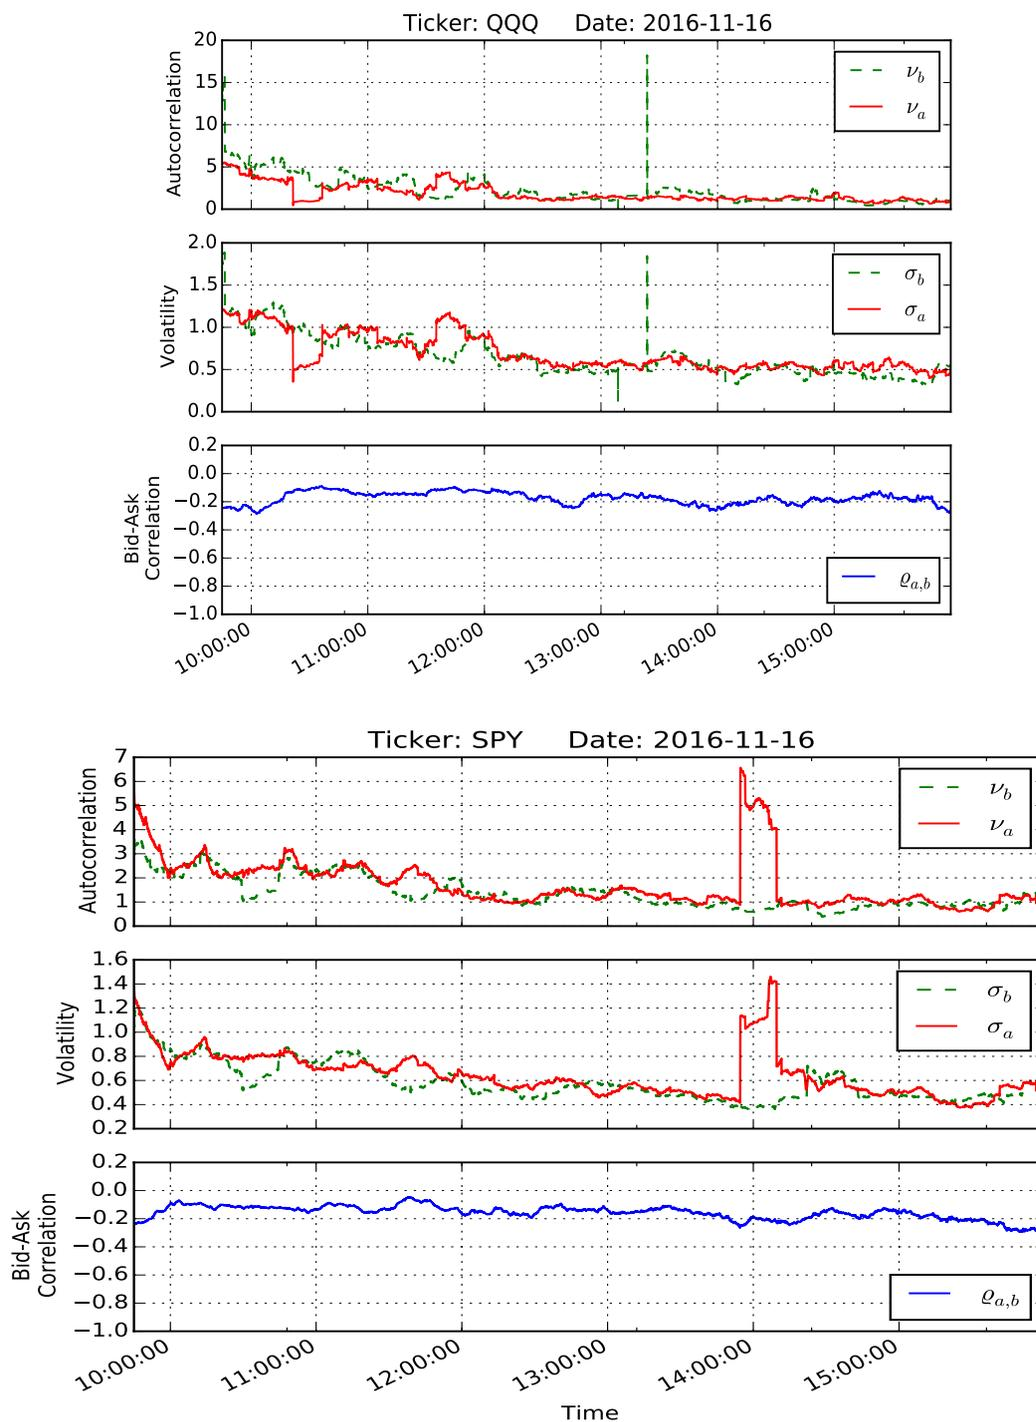 Ticker: QQQ Date: 2016-11-16
Autocorrelation
20
15
10
5
0
ν_b
ν_a
Volatility
2.0
1.5
1.0
0.5
0.0
σ_b
σ_a
Bid-Ask
Correlation
0.2
0.0
−0.2
−0.4
−0.6
−0.8
−1.0
ϱ_{a,b}
10:00:00
11:00:00
12:00:00
13:00:00
14:00:00
15:00:00
Ticker: SPY Date: 2016-11-16
Autocorrelation
7
6
5
4
3
2
1
0
ν_b
ν_a
Volatility
1.6
1.4
1.2
1.0
0.8
0.6
0.4
0.2
σ_b
σ_a
Bid-Ask
Correlation
0.2
0.0
−0.2
−0.4
−0.6
−0.8
−1.0
ϱ_{a,b}
10:00:00
11:00:00
12:00:00
13:00:00
14:00:00
15:00:00
Time